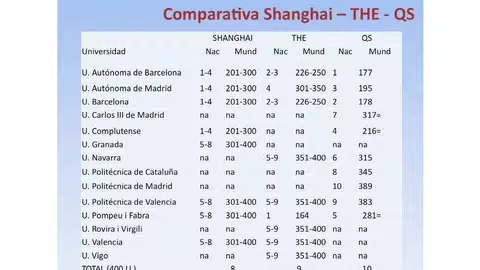 Comparativa Shanghai – THE - QS
SHANGHAI THE QS
Universidad Nac Mund Nac Mund Nac Mund
U. Autónoma de Barcelona 1-4 201-300 2-3 226-250 1 177
U. Autónoma de Madrid 1-4 201-300 4 301-350 3 195
U. Barcelona 1-4 201-300 2-3 226-250 2 178
U. Carlos III de Madrid na na na na 7 317=
U. Complutense 1-4 201-300 na na 4 216=
U. Granada 5-8 301-400 na na na na
U. Navarra na na 5-9 351-400 6 315
U. Politécnica de Cataluña na na na na 8 345
U. Politécnica de Madrid na na na na 10 389
U. Politécnica de Valencia 5-8 301-400 5-9 351-400 9 383
U. Pompeu i Fabra 5-8 301-400 1 164 5 281=
U. Rovira i Virgili na na 5-9 351-400 na na
U. Valencia 5-8 301-400 5-9 351-400 na na
U. Vigo na na 5-9 351-400 na na
TOTAL (400 U.) 8 9 10